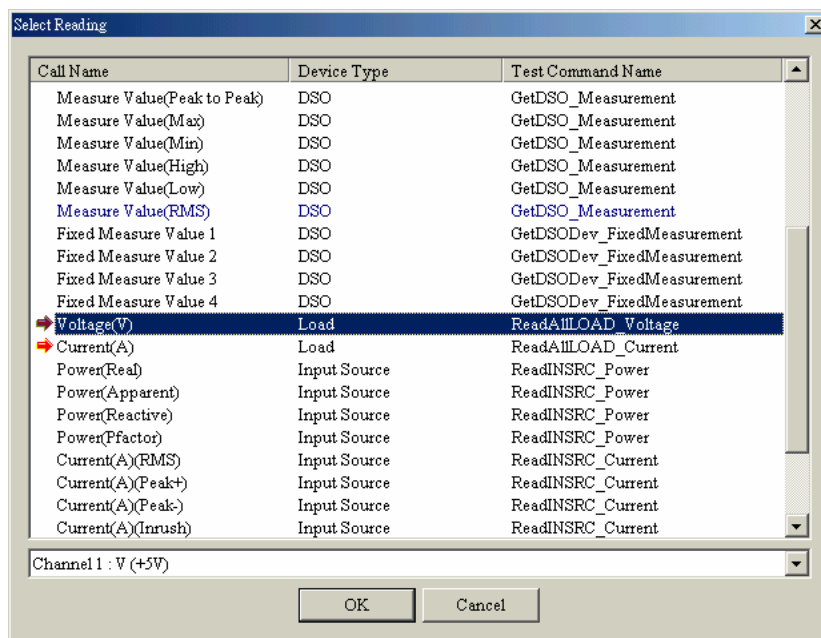 Select Reading
Call Name Device Type Test Command Name
Measure Value(Peak to Peak) DSO GetDSO_Measurement
Measure Value(Max) DSO GetDSO_Measurement
Measure Value(Min) DSO GetDSO_Measurement
Measure Value(High) DSO GetDSO_Measurement
Measure Value(Low) DSO GetDSO_Measurement
Measure Value(RMS) DSO GetDSO_Measurement
Fixed Measure Value 1 DSO GetDSODev_FixedMeasurement
Fixed Measure Value 2 DSO GetDSODev_FixedMeasurement
Fixed Measure Value 3 DSO GetDSODev_FixedMeasurement
Fixed Measure Value 4 DSO GetDSODev_FixedMeasurement
Voltage(V) Load ReadAllLOAD_Voltage
Current(A) Load ReadAllLOAD_Current
Power(Real) Input Source ReadINSRC_Power
Power(Apparent) Input Source ReadINSRC_Power
Power(Reactive) Input Source ReadINSRC_Power
Power(Pfactor) Input Source ReadINSRC_Power
Current(A)(RMS) Input Source ReadINSRC_Current
Current(A)(Peak+) Input Source ReadINSRC_Current
Current(A)(Peak-) Input Source ReadINSRC_Current
Current(A)(Inrush) Input Source ReadINSRC_Current
Channel 1 : V (+5V)
OK Cancel